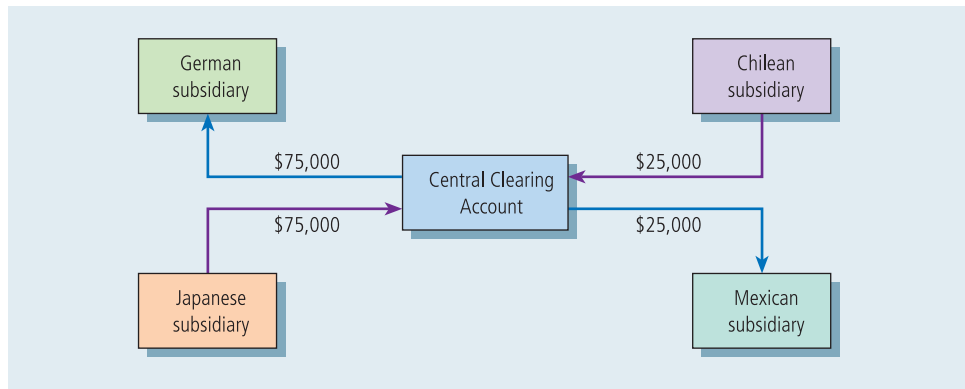 German
subsidiary
Chilean
subsidiary
$75,000
$25,000
Central Clearing
Account
$75,000
$25,000
Japanese
subsidiary
Mexican
subsidiary